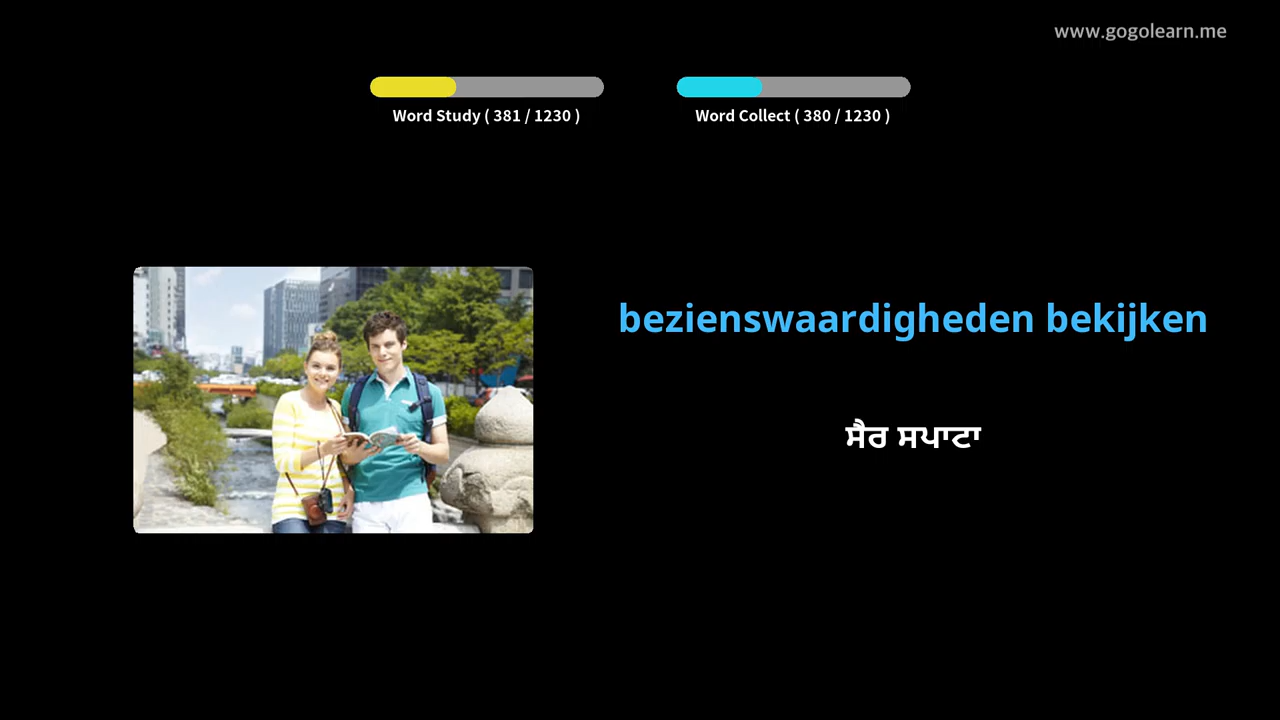 www.gogolearn.me
Word Study ( 381 / 1230 )
Word Collect ( 380 / 1230 )
bezienswaardigheden bekijken
ਸੈਰ ਸਪਾਟਾ